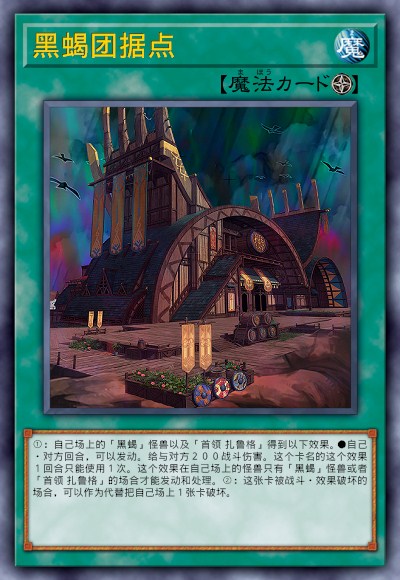 黑蝎团据点
魔
【魔法カード】
まほう
①：自己场上的「黑蝎」怪兽以及「首领 扎鲁格」得到以下效果。●自
己・对方回合，可以发动。给与对方２００战斗伤害。这个卡名的这个效果
１回合只能使用１次。这个效果在自己场上的怪兽只有「黑蝎」怪兽或者
「首领 扎鲁格」的场合才能发动和处理。②：这张卡被战斗・效果破坏的
场合，可以作为代替把自己场上１张卡破坏。